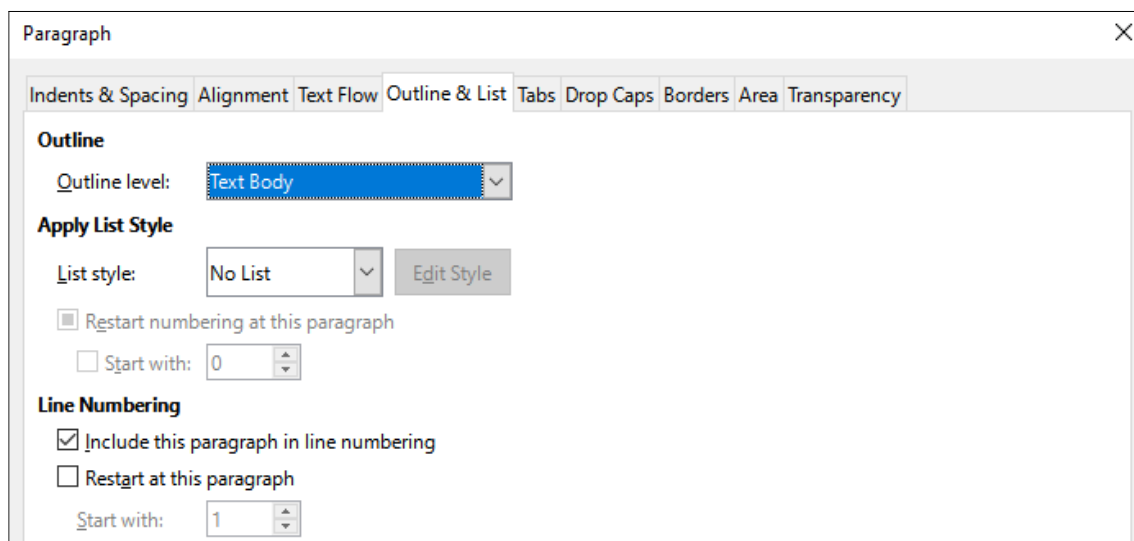 Paragraph
Indents & Spacing Alignment Text Flow Outline & List Tabs Drop Caps Borders Area Transparency
Outline
Outline level: Text Body
Apply List Style
List style: No List Edit Style
Restart numbering at this paragraph
Start with: 0
Line Numbering
Include this paragraph in line numbering
Restart at this paragraph
Start with: 1